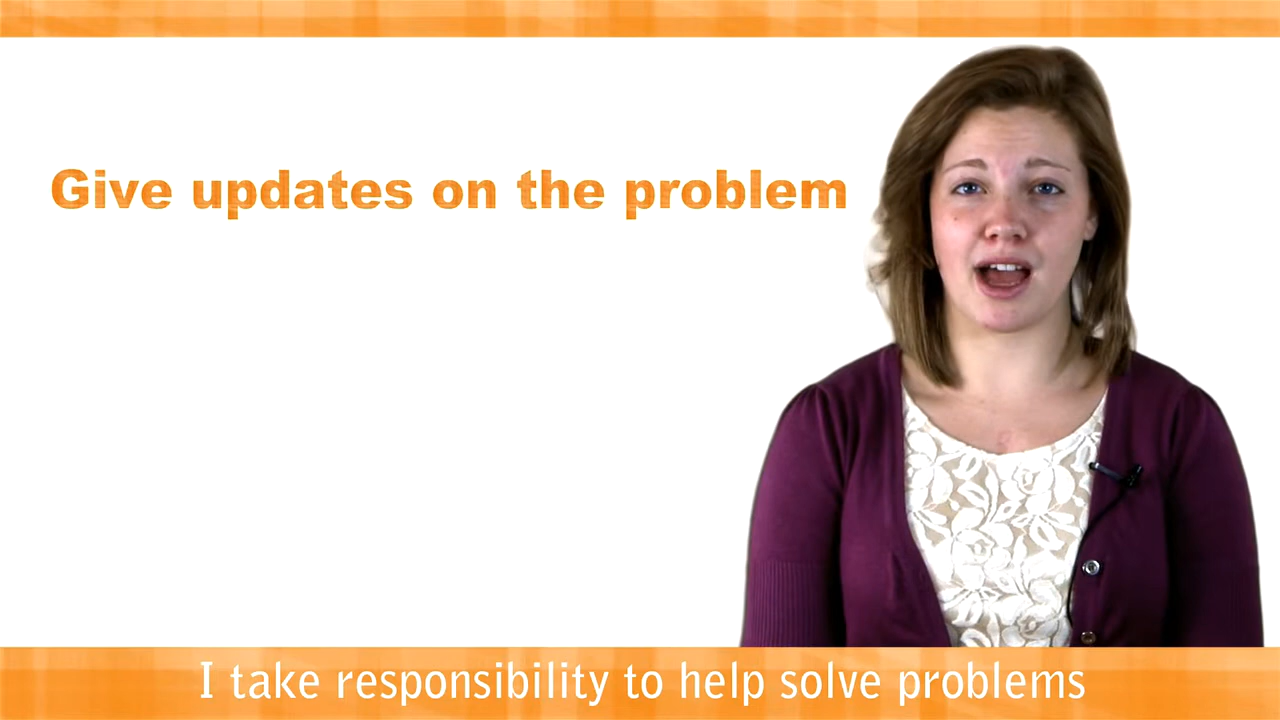 Give updates on the problem
I take responsibility to help solve problems